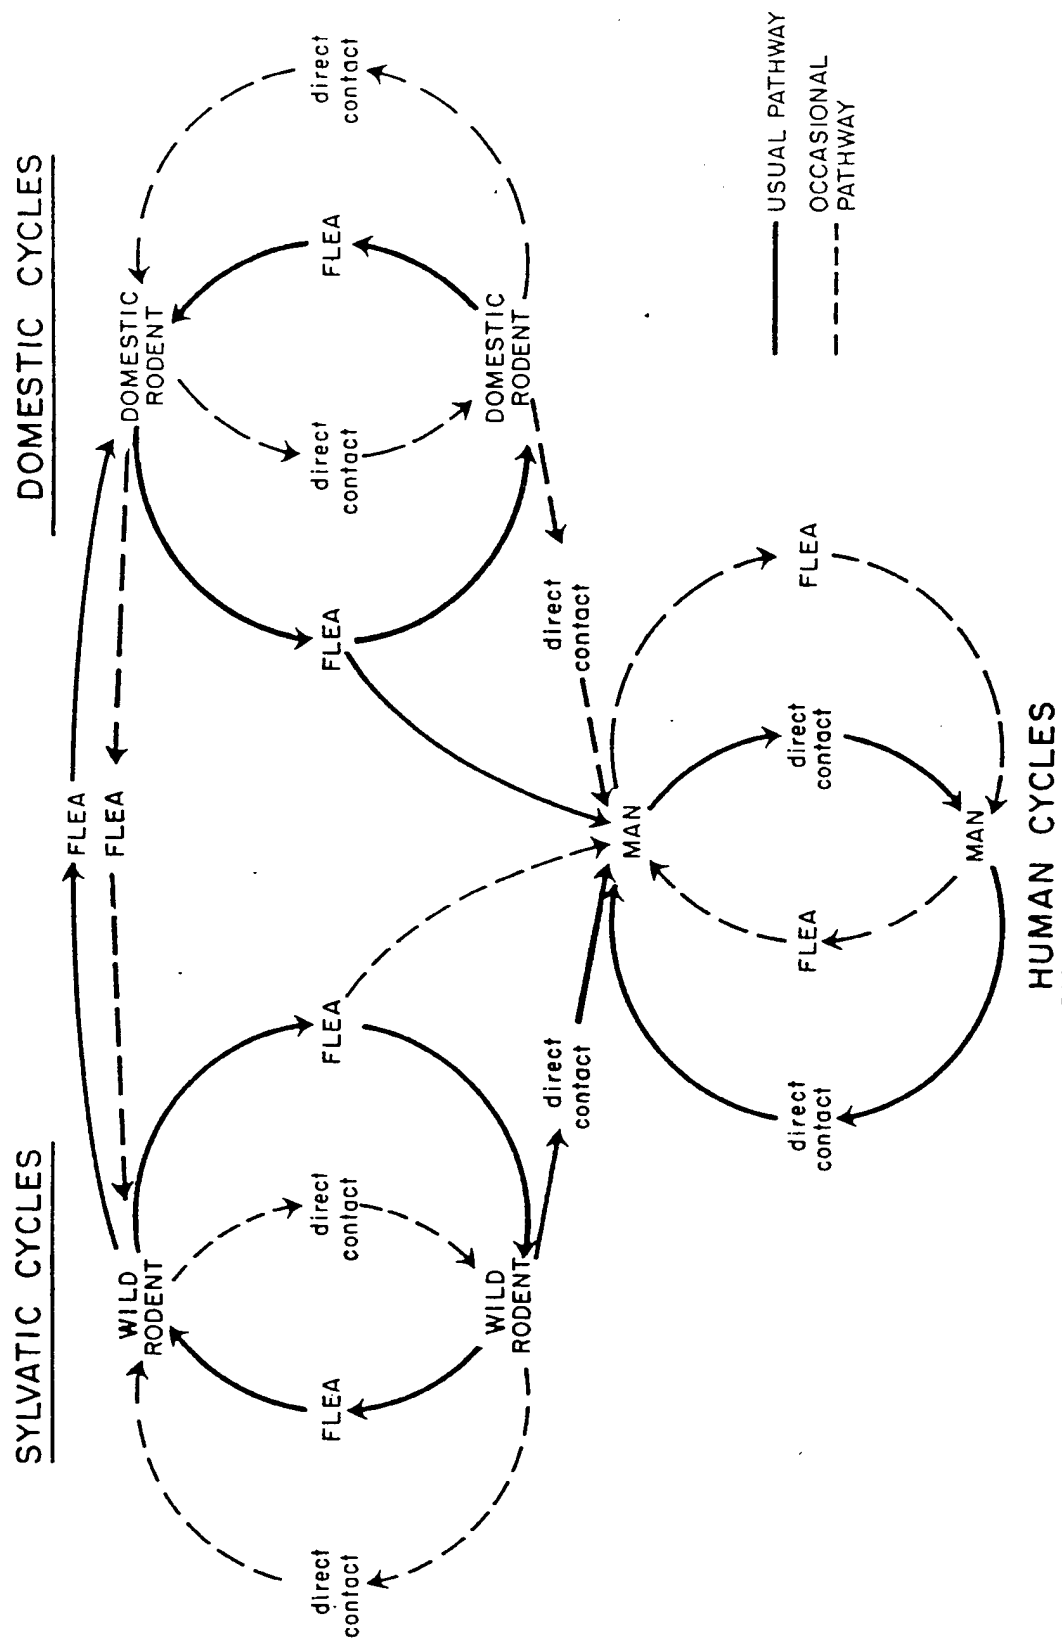 SYLVATIC CYCLES
DOMESTIC CYCLES
FLEA
FLEA
WILD
RODENT
DOMESTIC
RODENT
direct
contact
FLEA
direct
contact
FLEA
FLEA
direct
contact
FLEA
direct
contact
WILD
RODENT
DOMESTIC
RODENT
direct
contact
direct
contact
MAN
direct
contact
FLEA
direct
contact
FLEA
MAN
HUMAN CYCLES
USUAL PATHWAY
OCCASIONAL
PATHWAY